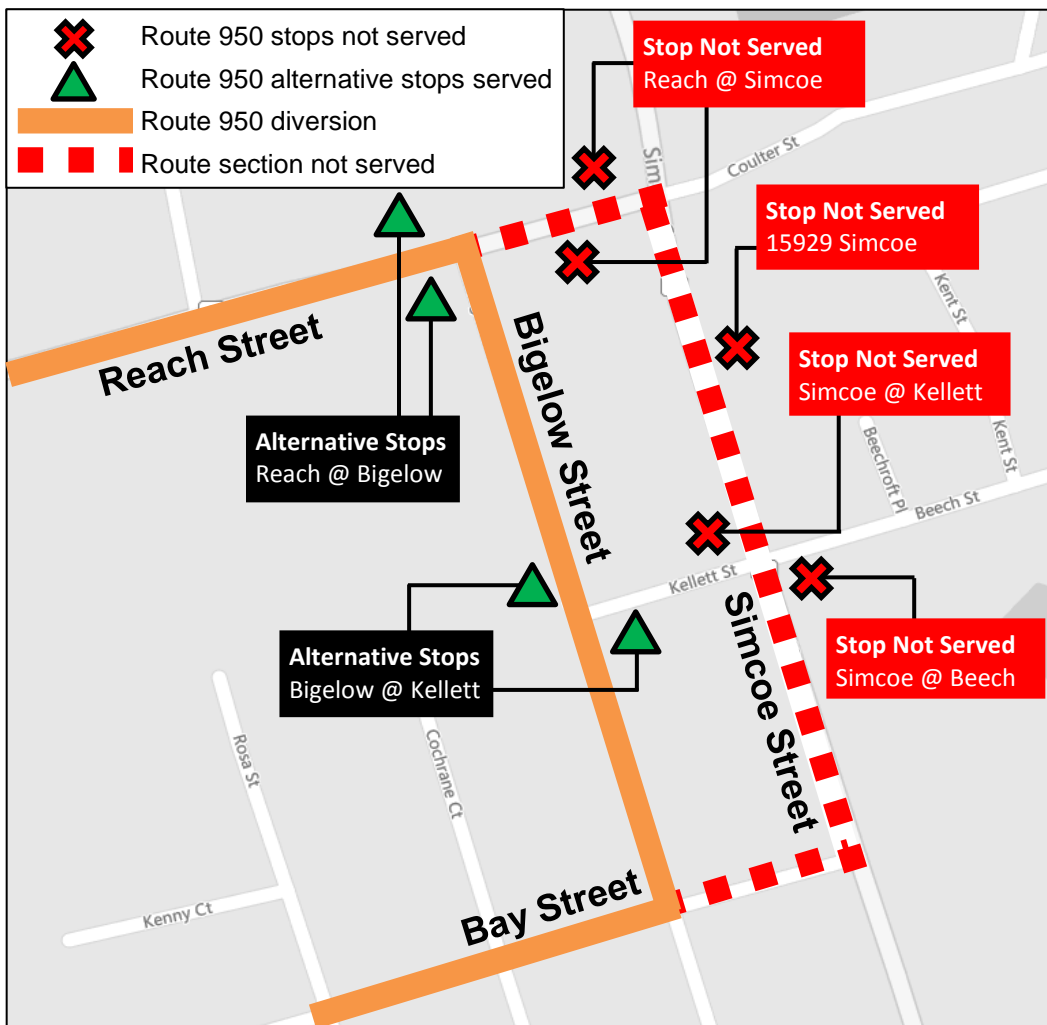 Route 950 stops not served
Route 950 alternative stops served
Route 950 diversion
Route section not served
Stop Not Served
Reach @ Simcoe
Sim
Coulter St
Stop Not Served
15929 Simcoe
Kent St
Stop Not Served
Simcoe @ Kellett
Reach Street
Bigelow Street
Alternative Stops
Reach @ Bigelow
Beechroft Pl
Kent St
Beech St
Kellett St
Simcoe Street
Stop Not Served
Simcoe @ Beech
Alternative Stops
Bigelow @ Kellett
Rosa St
Cochrane Ct
Kenny Ct
Bay Street